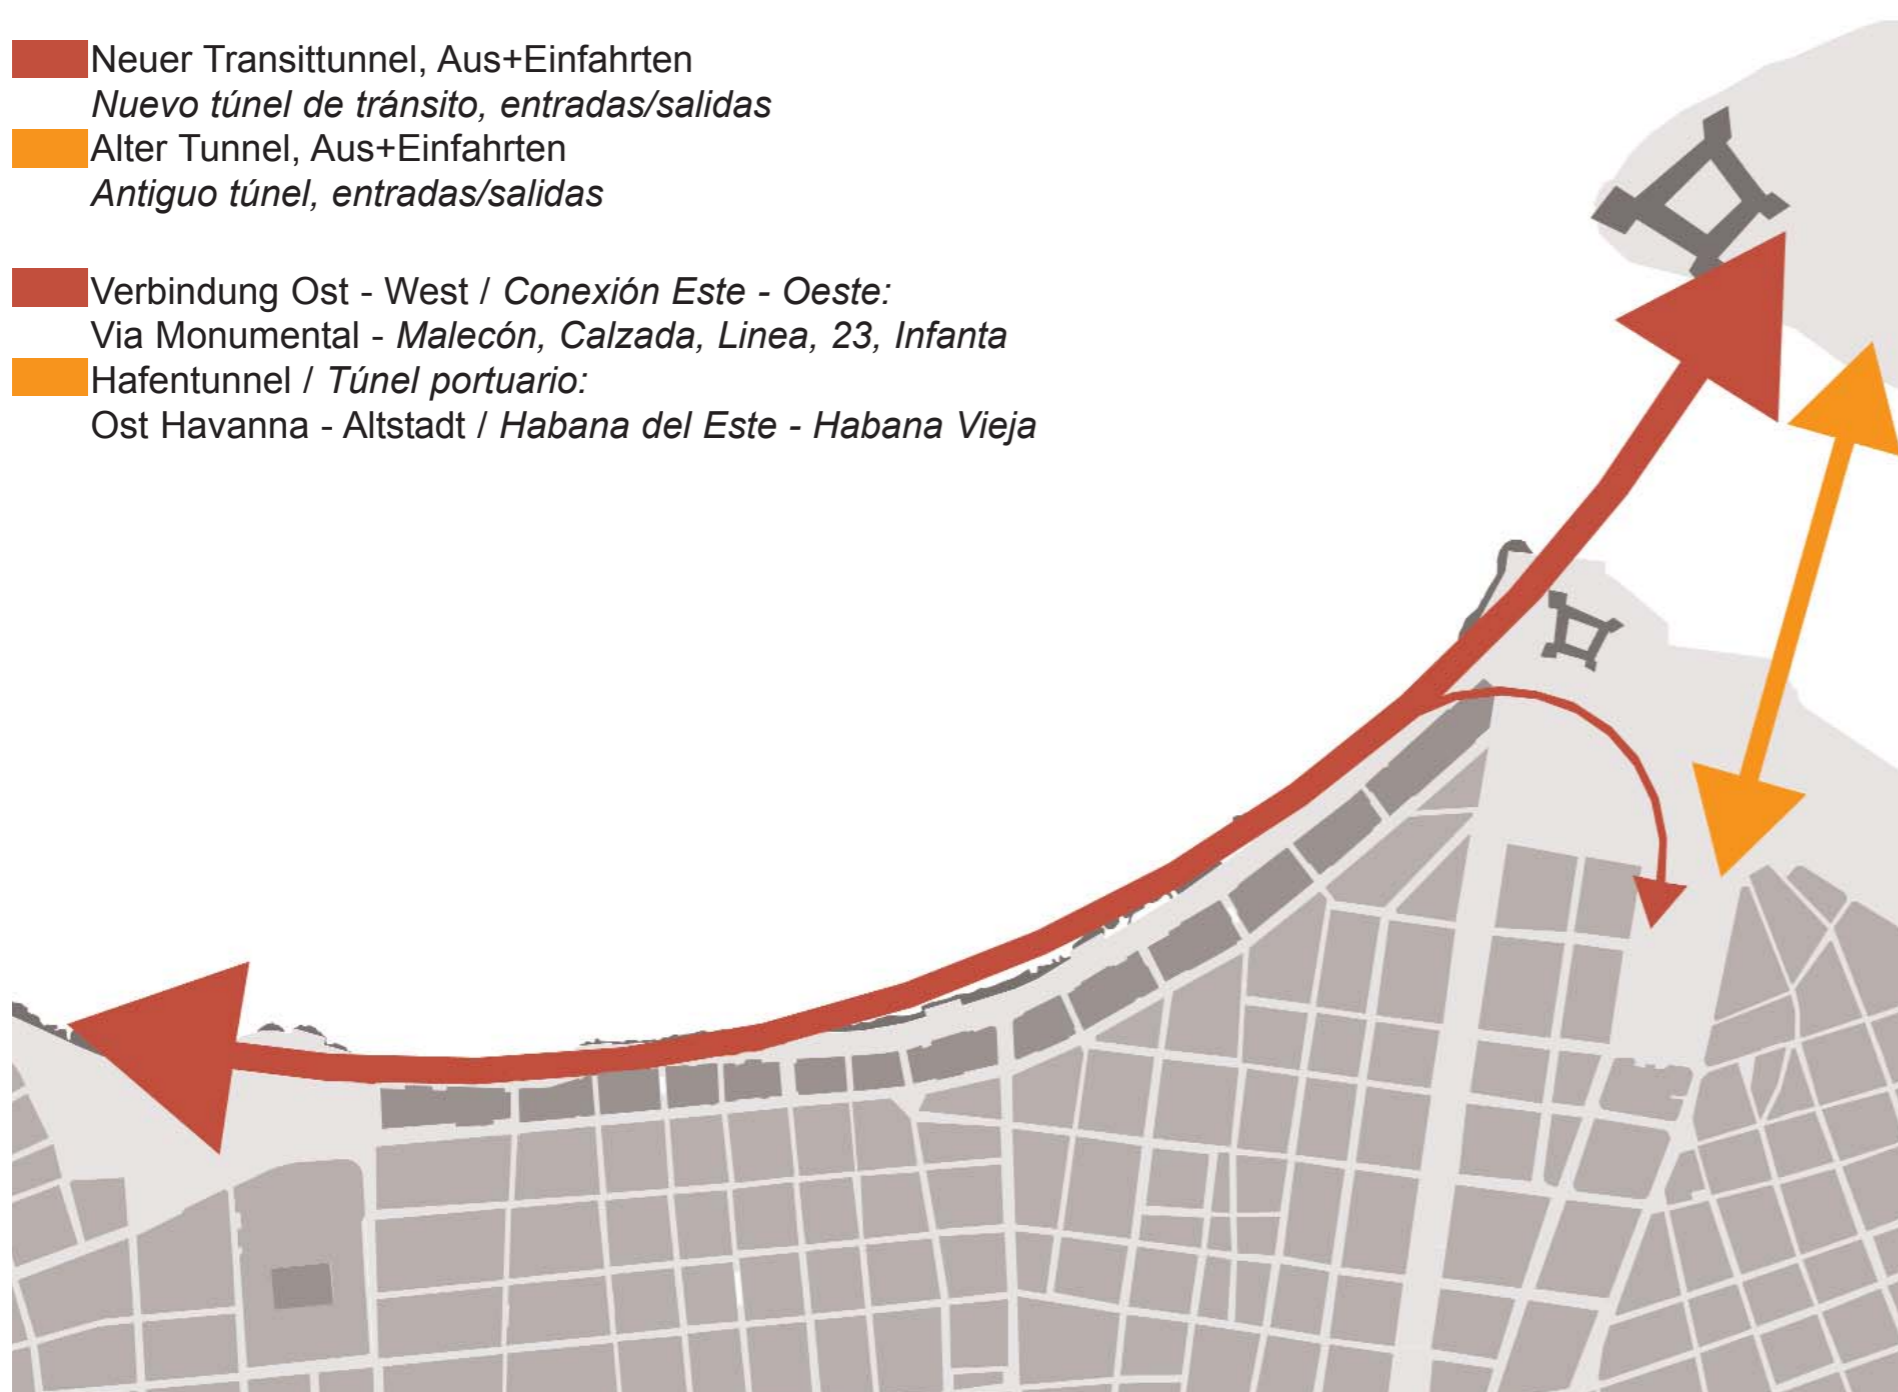 Neuer Transittunnel, Aus+Einfahrten
Nuevo túnel de tránsito, entradas/salidas
Alter Tunnel, Aus+Einfahrten
Antiguo túnel, entradas/salidas
Verbindung Ost - West / Conexión Este - Oeste:
Via Monumental - Malecón, Calzada, Linea, 23, Infanta
Hafentunnel / Túnel portuario:
Ost Havanna - Altstadt / Habana del Este - Habana Vieja